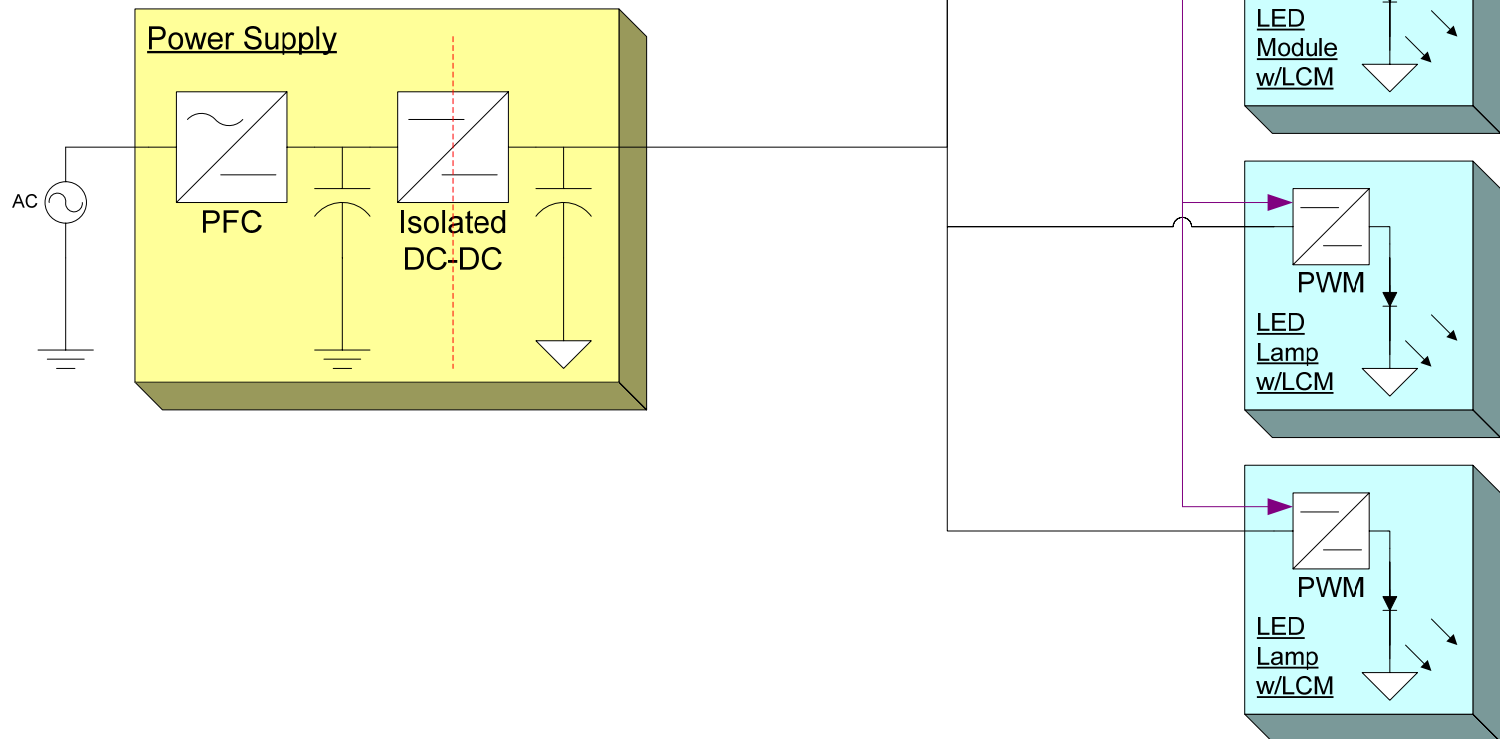 Power Supply
AC
PFC
Isolated
DC-DC
LED
Module
w/LCM
PWM
LED
Lamp
w/LCM
PWM
LED
Lamp
w/LCM